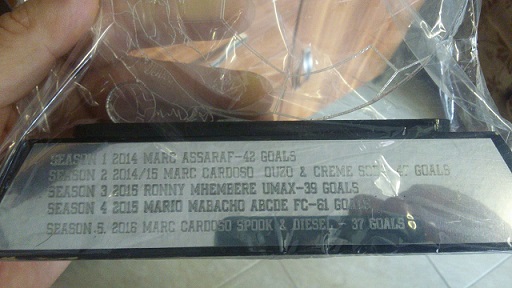 SEASON 1 2014 MARC ASSARAF-42 GOALS
SEASON 2 2014/15 MARC CARDOSO OUZO & CREME GOALS
SEASON 3 2015 RONNY MHEMBERE UMAX-39 GOALS
SEASON 4 2015 MARIO MABACHO ABCDE FC-61 GOALS
SEASON 5. 2016 MARC CARDOSO SPOOK & DIESEL - 37 GOALS